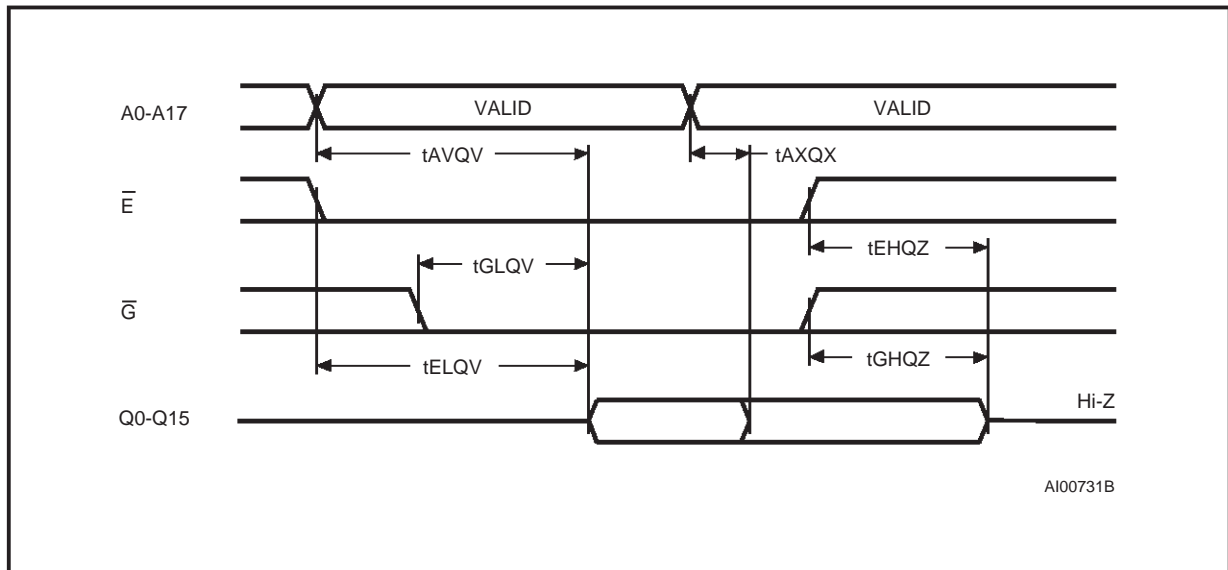 A0-A17
VALID
VALID
tAVQV
tAXQX
E̅
tGLQV
tEHQZ
G̅
tELQV
tGHQZ
Q0-Q15
Hi-Z
AI00731B